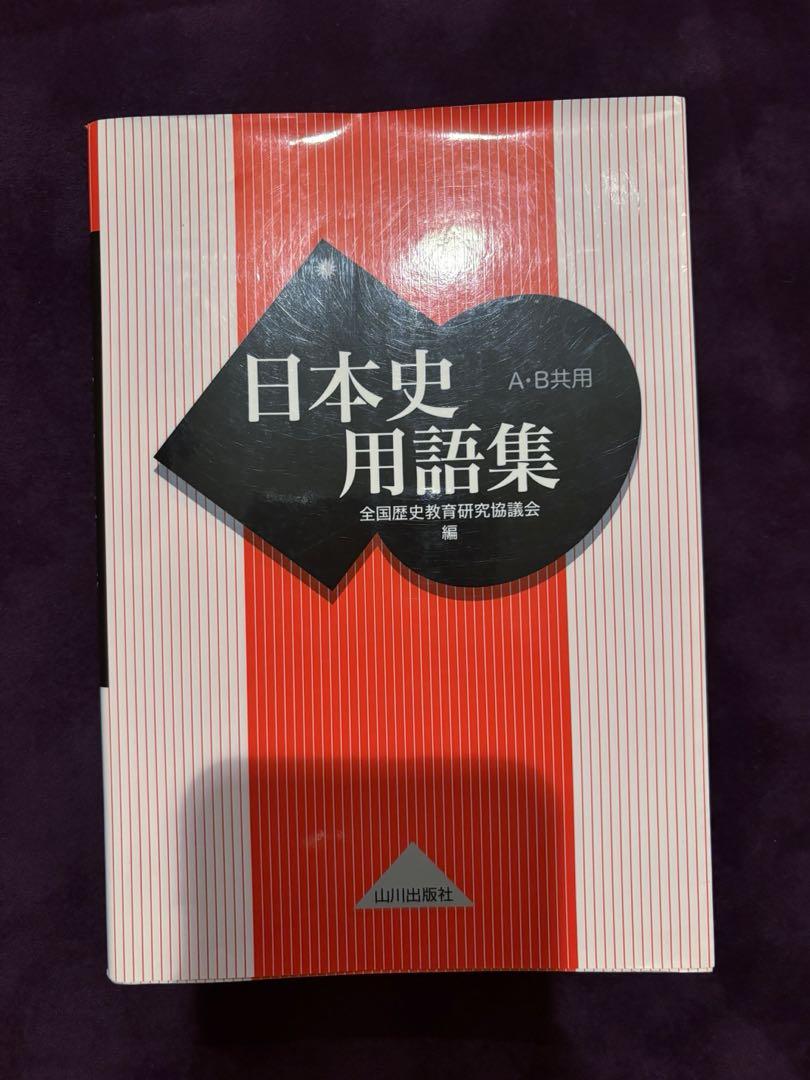 日本史
A・B共用
用語集
全国歴史教育研究協議会
編
山川出版社